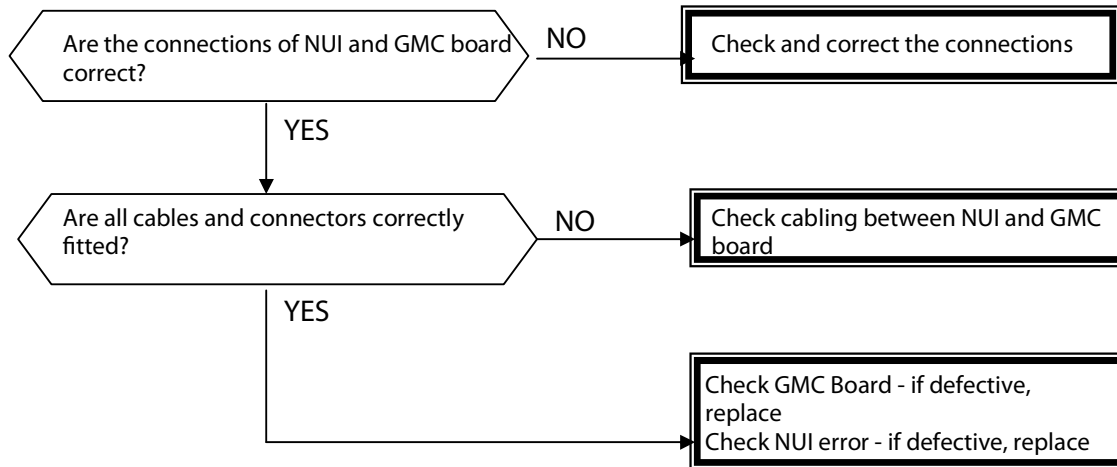 Are the connections of NUI and GMC board
correct?
NO
Check and correct the connections
YES
Are all cables and connectors correctly
fitted?
NO
Check cabling between NUI and GMC
board
YES
Check GMC Board - if defective,
replace
Check NUI error - if defective, replace